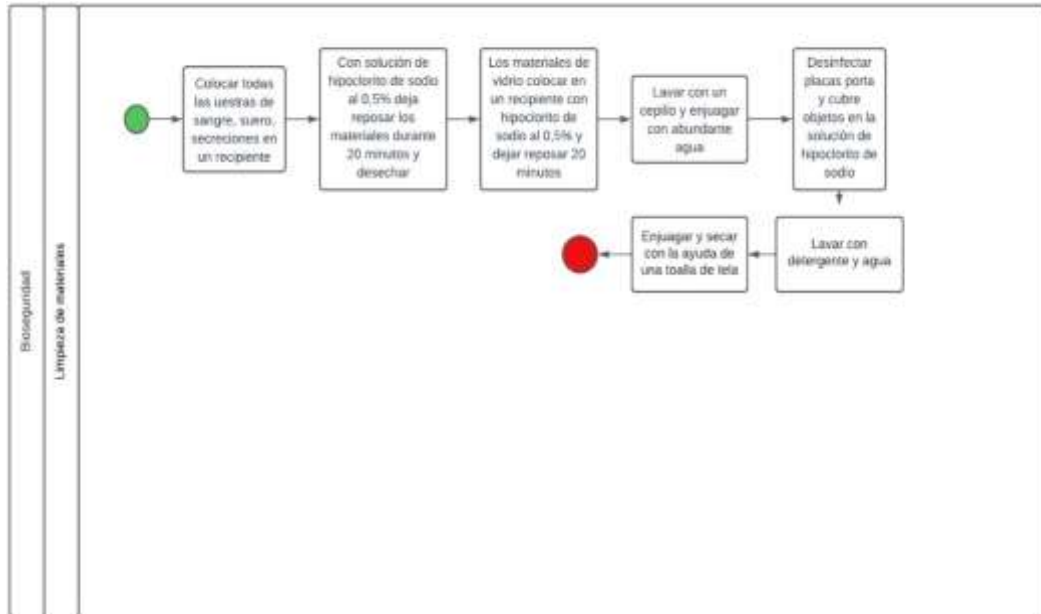 Bioseguridad
Limpieza de materiales
Colocar todas
las uestras de
sangre, suero,
secreciones en
un recipiente
Con solución de
hipoclorito de sodio
al 0,5% deja
reposar los
materiales durante
20 minutos y
desechar
Los materiales de
vidrio colocar en
un recipiente con
hipoclorito de
sodio al 0,5% y
dejar reposar 20
minutos
Lavar con un
cepillo y enjuagar
con abundante
agua
Desinfectar
placas porta
y cubre
objetos en la
solución de
hipoclorito de
sodio
Lavar con
detergente y agua
Enjuagar y secar
con la ayuda de
una toalla de tela